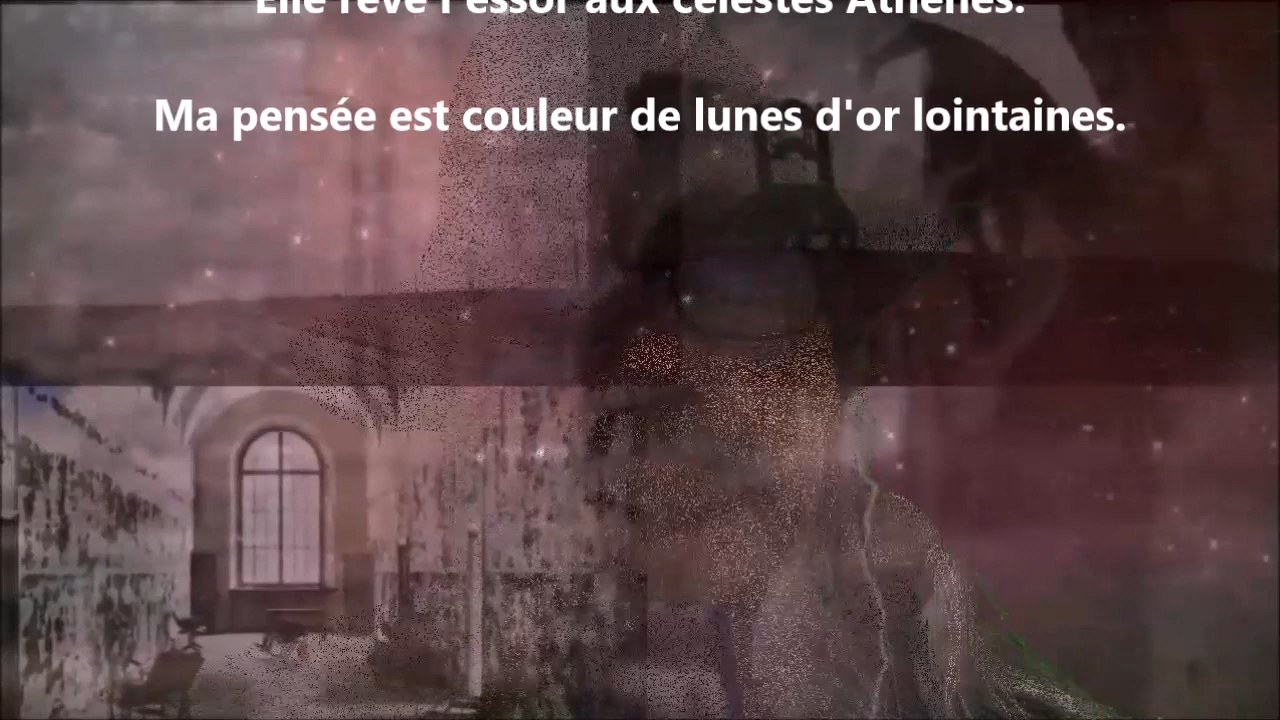 Elle rêve l'essor aux célestes Athènes.
Ma pensée est couleur de lunes d'or lointaines.